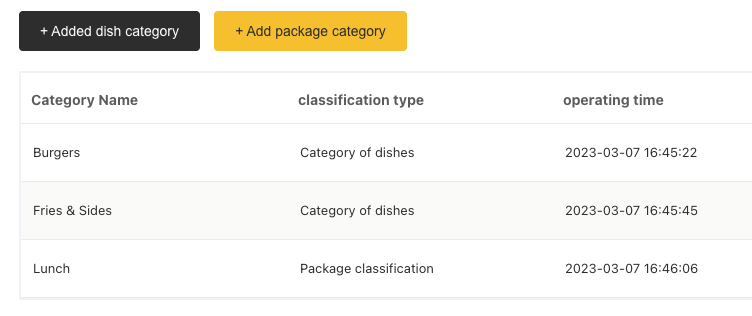 + Added dish category + Add package category
Category Name classification type operating time
Burgers Category of dishes 2023-03-07 16:45:22
Fries & Sides Category of dishes 2023-03-07 16:45:45
Lunch Package classification 2023-03-07 16:46:06